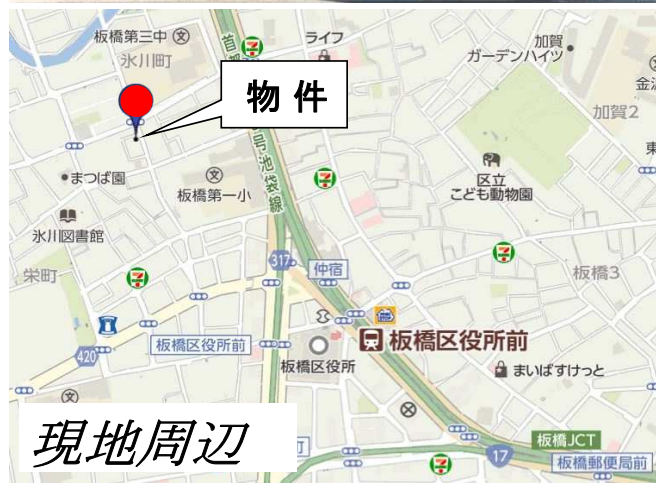 板橋第三中
氷川町
ライフ
加賀
ガーデンハイツ
金
加賀2
首
物 件
号池袋線
まつば園
板橋第一小
区立
こども動物園
氷川図書館
栄町
317
仲宿
板橋3
板橋区役所前
420
板橋区役所
板橋区役所前
まいばすけっと
現地周辺
町
17
板橋JCT
板橋郵便局前